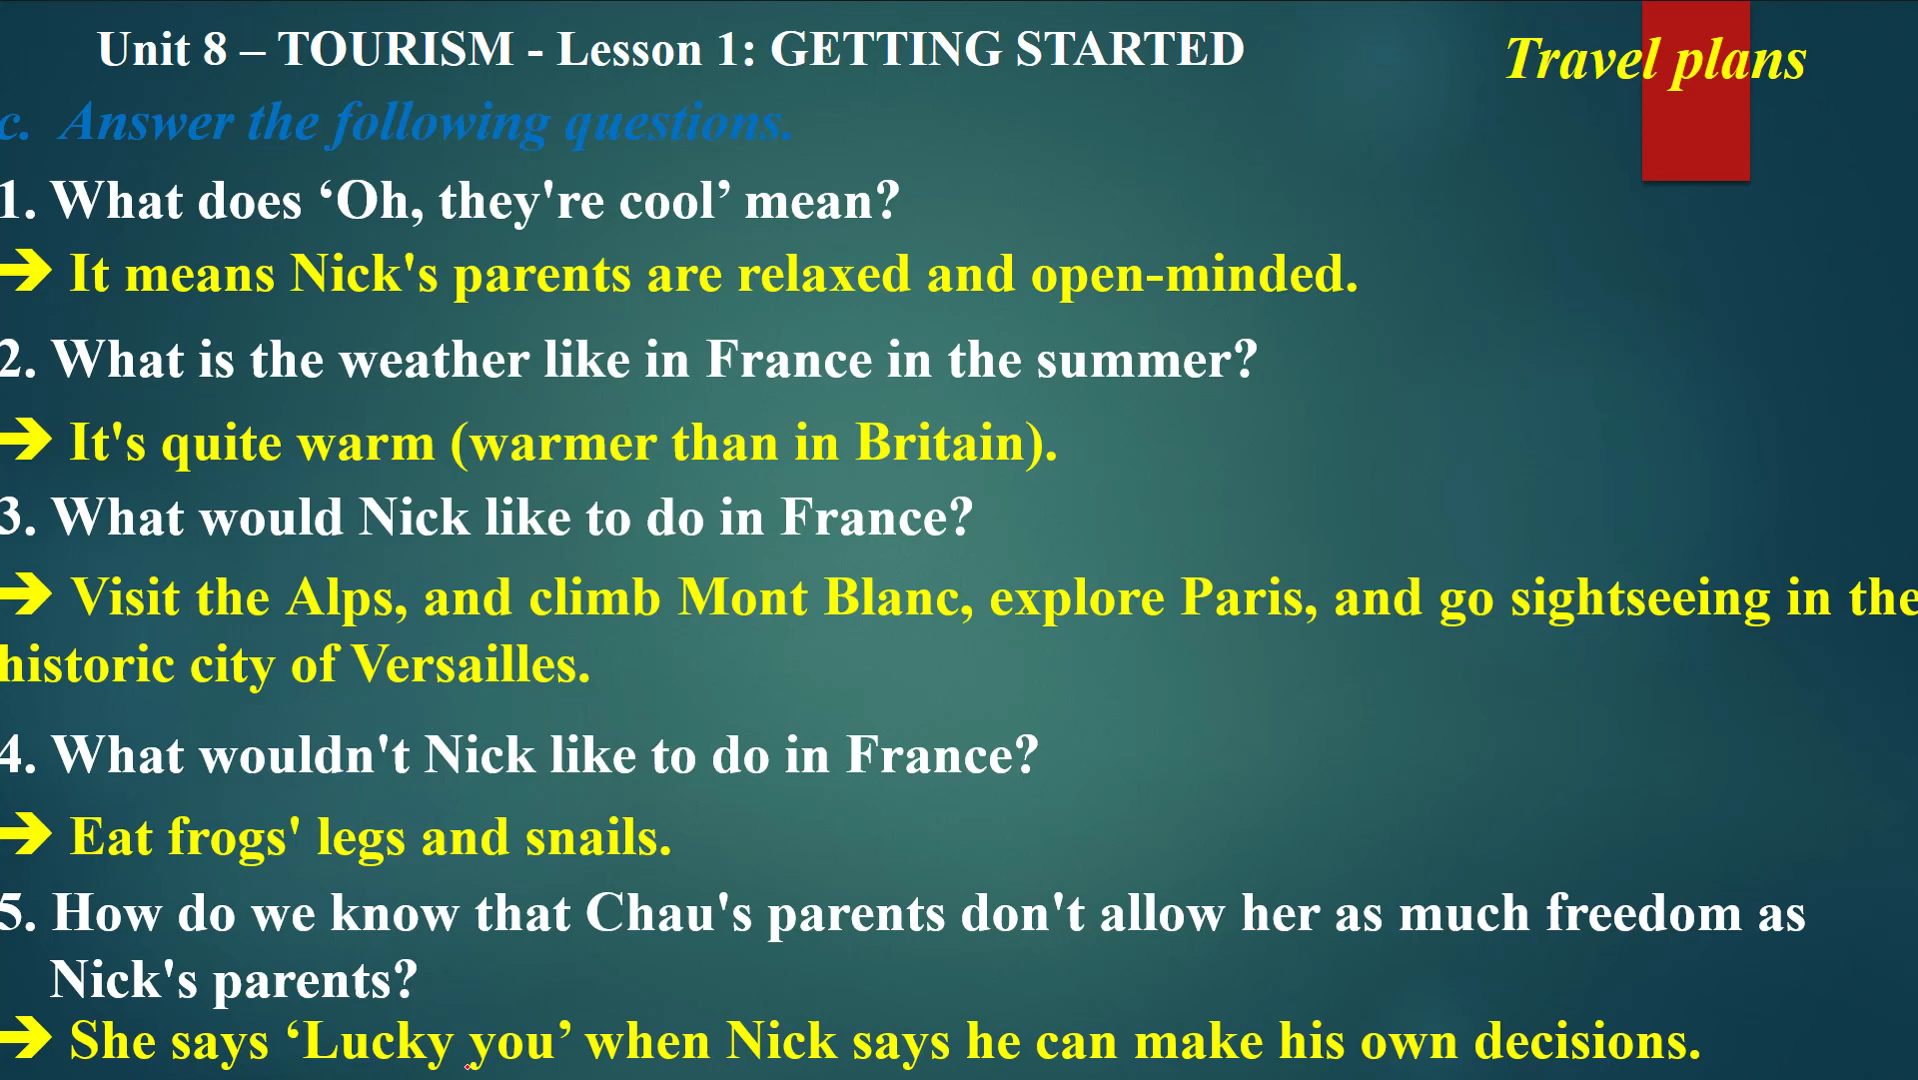 Unit 8 – TOURISM - Lesson 1: GETTING STARTED
Travel plans
c. Answer the following questions.
1. What does ‘Oh, they're cool’ mean?
➔ It means Nick's parents are relaxed and open-minded.
2. What is the weather like in France in the summer?
➔ It's quite warm (warmer than in Britain).
3. What would Nick like to do in France?
➔ Visit the Alps, and climb Mont Blanc, explore Paris, and go sightseeing in the
historic city of Versailles.
4. What wouldn't Nick like to do in France?
➔ Eat frogs' legs and snails.
5. How do we know that Chau's parents don't allow her as much freedom as
Nick's parents?
➔ She says ‘Lucky you’ when Nick says he can make his own decisions.